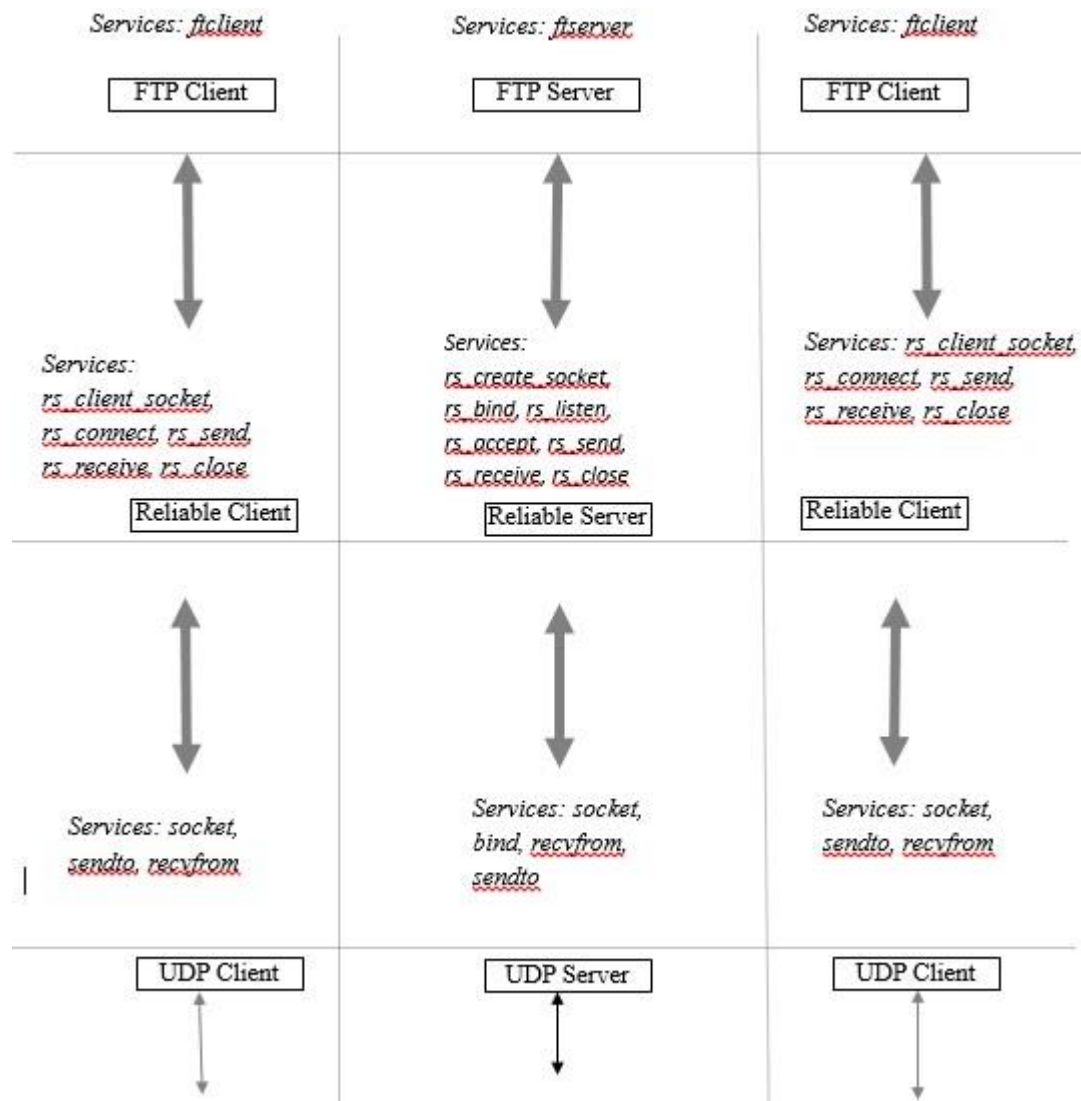 Services: ftclient
FTP Client
Services: ftserver
FTP Server
Services: ftclient
FTP Client
Services:
rs_client_socket,
rs_connect, rs_send,
rs_receive, rs_close
Reliable Client
Services:
rs_create_socket,
rs_bind, rs_listen,
rs_accept, rs_send,
rs_receive, rs_close
Reliable Server
Services: rs_client_socket,
rs_connect, rs_send,
rs_receive, rs_close
Reliable Client
Services: socket,
sendto, recvfrom
UDP Client
Services: socket,
bind, recvfrom,
sendto
UDP Server
Services: socket,
sendto, recvfrom
UDP Client